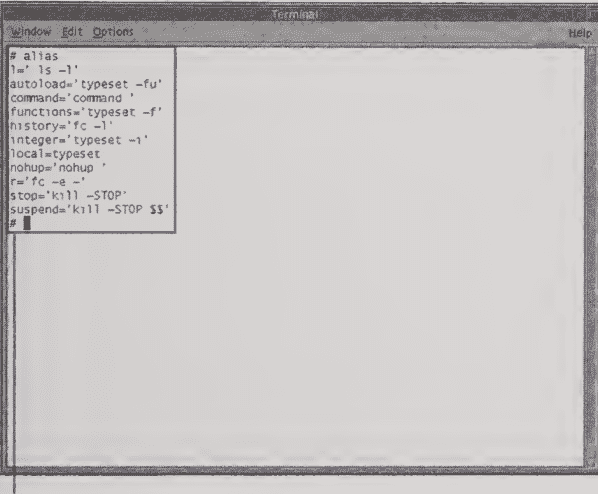 Terminal
Window Edit Options Help
# alias
l=' ls -l'
autoload='typeset -fu'
command='command '
functions='typeset -f'
history='fc -l'
integer='typeset -i'
local=typeset
nohup='nohup '
r='fc -e -'
stop='kill -STOP'
suspend='kill -STOP $$'
#